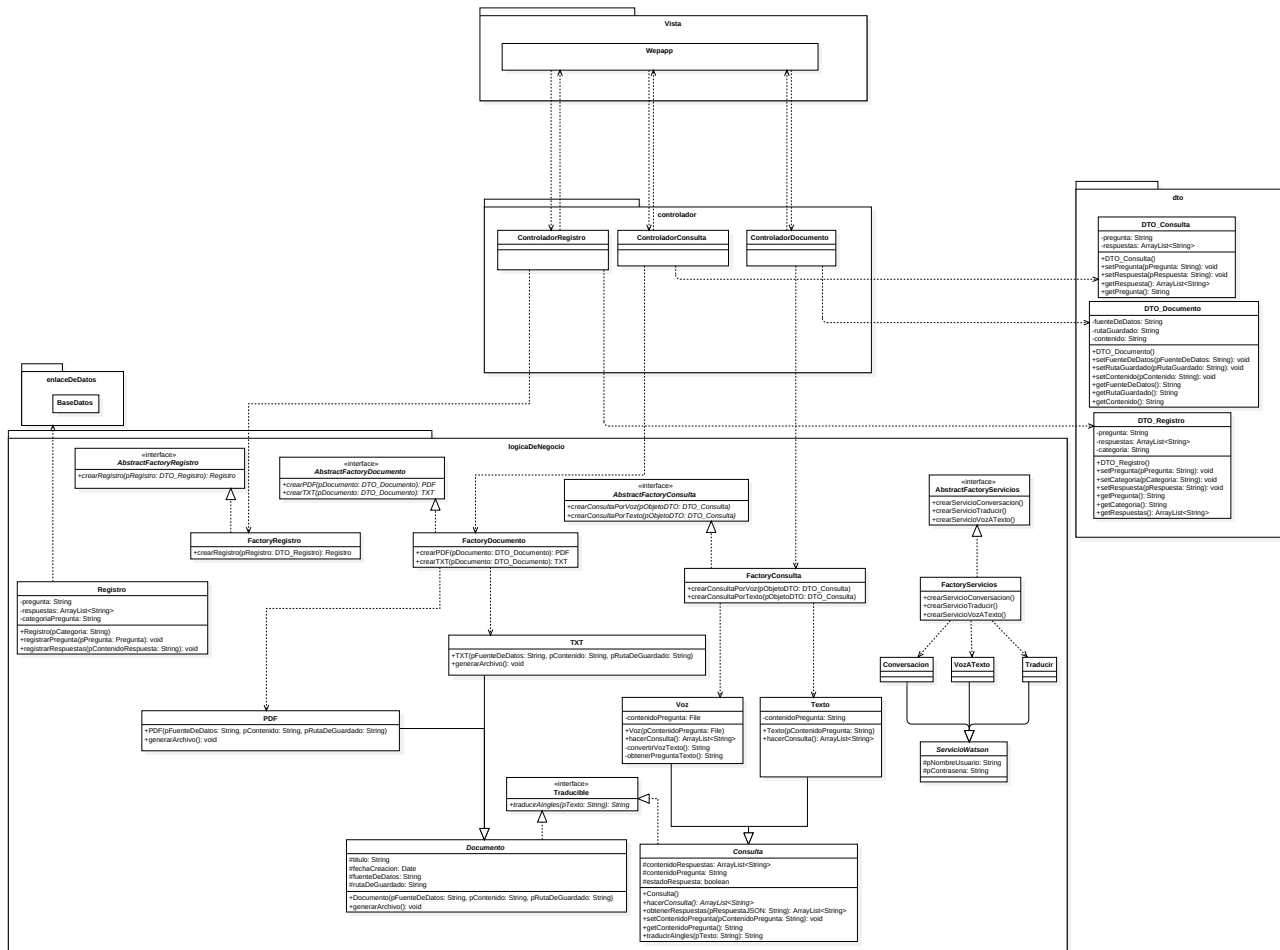 Vista
Wepapp
controlador
ControladorRegistro
ControladorConsulta
ControladorDocumento
dto
DTO_Consulta
-pregunta: String
-respuestas: ArrayList<String>
+DTO_Consulta()
+setPregunta(pPregunta: String): void
+setRespuesta(pRespuesta: String): void
+getRespuesta(): ArrayList<String>
+getPregunta(): String
DTO_Documento
-fuenteDeDatos: String
-rutaGuardado: String
-contenido: String
+DTO_Documento()
+setFuenteDeDatos(pFuenteDeDatos: String): void
+setRutaGuardado(pRutaGuardado: String): void
+setContenido(pContenido: String): void
+getFuenteDeDatos(): String
+getRutaGuardado(): String
+getContenido(): String
DTO_Registro
-pregunta: String
-respuestas: ArrayList<String>
-categoria: String
+DTO_Registro()
+setPregunta(pPregunta: String): void
+setCategoria(pCategoria: String): void
+setRespuesta(pRespuesta: String): void
+getPregunta(): String
+getCategoria(): String
+getRespuestas(): ArrayList<String>
enlaceDeDatos
BaseDatos
logicaDeNegocio
«interface»
AbstractFactoryRegistro
+crearRegistro(pRegistro: DTO_Registro): Registro
«interface»
AbstractFactoryDocumento
+crearPDF(pDocumento: DTO_Documento): PDF
+crearTXT(pDocumento: DTO_Documento): TXT
«interface»
AbstractFactoryConsulta
+crearConsultaPorVoz(pObjetoDTO: DTO_Consulta)
+crearConsultaPorTexto(pObjetoDTO: DTO_Consulta)
«interface»
AbstractFactoryServicios
+crearServicioConversacion()
+crearServicioTraducir()
+crearServicioVozATexto()
FactoryRegistro
+crearRegistro(pRegistro: DTO_Registro): Registro
FactoryDocumento
+crearPDF(pDocumento: DTO_Documento): PDF
+crearTXT(pDocumento: DTO_Documento): TXT
FactoryConsulta
+crearConsultaPorVoz(pObjetoDTO: DTO_Consulta)
+crearConsultaPorTexto(pObjetoDTO: DTO_Consulta)
FactoryServicios
+crearServicioConversacion()
+crearServicioTraducir()
+crearServicioVozATexto()
Registro
-pregunta: String
-respuestas: ArrayList<String>
-categoriaPregunta: String
+Registro(pCategoria: String)
+registrarPregunta(pPregunta: Pregunta): void
+registrarRespuestas(pContenidoRespuesta: String): void
TXT
+TXT(pFuenteDeDatos: String, pContenido: String, pRutaDeGuardado: String)
+generarArchivo(): void
Conversacion
VozATexto
Traducir
PDF
+PDF(pFuenteDeDatos: String, pContenido: String, pRutaDeGuardado: String)
+generarArchivo(): void
Voz
-contenidoPregunta: File
+Voz(pContenidoPregunta: File)
+hacerConsulta(): ArrayList<String>
-convertirVozTexto(): String
-obtenerPreguntaTexto(): String
Texto
-contenidoPregunta: String
+Texto(pContenidoPregunta: String)
+hacerConsulta(): ArrayList<String>
ServicioWatson
#pNombreUsuario: String
#pContrasena: String
«interface»
Traducible
+traducirAIngles(pTexto: String): String
Documento
#titulo: String
#fechaCreacion: Date
#fuenteDeDatos: String
#rutaDeGuardado: String
+Documento(pFuenteDeDatos: String, pContenido: String, pRutaDeGuardado: String)
+generarArchivo(): void
Consulta
#contenidoRespuestas: ArrayList<String>
#contenidoPregunta: String
#estadoRespuesta: boolean
+Consulta()
+hacerConsulta(): ArrayList<String>
+obtenerRespuestas(pRespuestaJSON: String): ArrayList<String>
+setContenidoPregunta(pContenidoPregunta: String): void
+getContenidoPregunta(): String
+traducirAIngles(pTexto: String): String